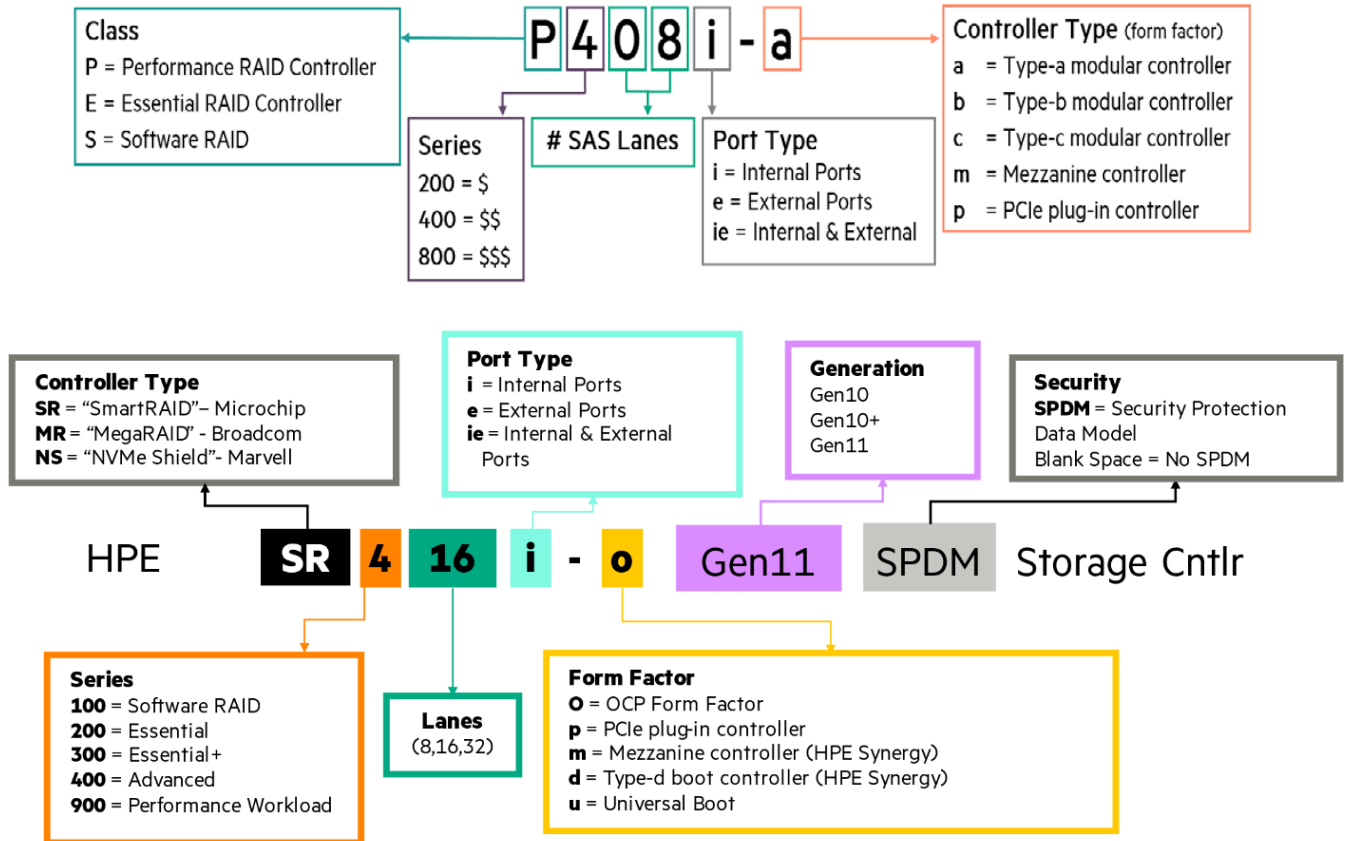 P408i-a
Class
P = Performance RAID Controller
E = Essential RAID Controller
S = Software RAID
Series
200 = $
400 = $$
800 = $$$
# SAS Lanes
Port Type
i = Internal Ports
e = External Ports
ie = Internal & External
Controller Type (form factor)
a = Type-a modular controller
b = Type-b modular controller
c = Type-c modular controller
m = Mezzanine controller
p = PCIe plug-in controller
Controller Type
SR = “SmartRAID”– Microchip
MR = “MegaRAID” - Broadcom
NS = “NVMe Shield”- Marvell
Port Type
i = Internal Ports
e = External Ports
ie = Internal & External
Ports
Generation
Gen10
Gen10+
Gen11
Security
SPDM = Security Protection
Data Model
Blank Space = No SPDM
HPE SR 4 16 i - o Gen11 SPDM Storage Cntlr
Series
100 = Software RAID
200 = Essential
300 = Essential+
400 = Advanced
900 = Performance Workload
Lanes
(8,16,32)
Form Factor
O = OCP Form Factor
p = PCIe plug-in controller
m = Mezzanine controller (HPE Synergy)
d = Type-d boot controller (HPE Synergy)
u = Universal Boot